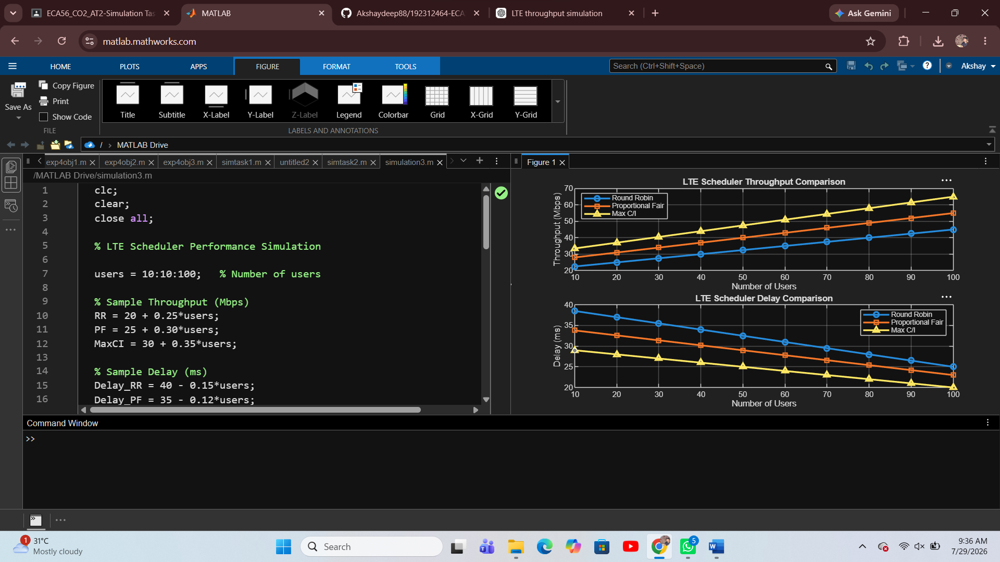 ECA56_CO2_AT2-Simulation Tas
MATLAB
Akshaydeep88/192312464-ECA
LTE throughput simulation
Ask Gemini
matlab.mathworks.com
HOME
PLOTS
APPS
FIGURE
FORMAT
TOOLS
Search (Ctrl+Shift+Space)
Akshay
Save As
Copy Figure
Print
Show Code
FILE
Title
Subtitle
X-Label
Y-Label
Z-Label
Legend
Colorbar
Grid
X-Grid
Y-Grid
LABELS AND ANNOTATIONS
/ › MATLAB Drive
exp4obj1.m
exp4obj2.m
exp4obj3.m
simtask1.m
untitled2
simtask2.m
simulation3.m
/MATLAB Drive/simulation3.m
1 clc;
2 clear;
3 close all;
4
5 % LTE Scheduler Performance Simulation
6
7 users = 10:10:100; % Number of users
8
9 % Sample Throughput (Mbps)
10 RR = 20 + 0.25*users;
11 PF = 25 + 0.30*users;
12 MaxCI = 30 + 0.35*users;
13
14 % Sample Delay (ms)
15 Delay_RR = 40 - 0.15*users;
16 Delay_PF = 35 - 0.12*users;
Figure 1
LTE Scheduler Throughput Comparison
Throughput (Mbps)
70
60
50
40
30
20
Round Robin
Proportional Fair
Max C/I
10 20 30 40 50 60 70 80 90 100
Number of Users
LTE Scheduler Delay Comparison
Delay (ms)
40
35
30
25
20
Round Robin
Proportional Fair
Max C/I
10 20 30 40 50 60 70 80 90 100
Number of Users
Command Window
>>
1
31°C
Mostly cloudy
Search
5
9:36 AM
7/29/2026